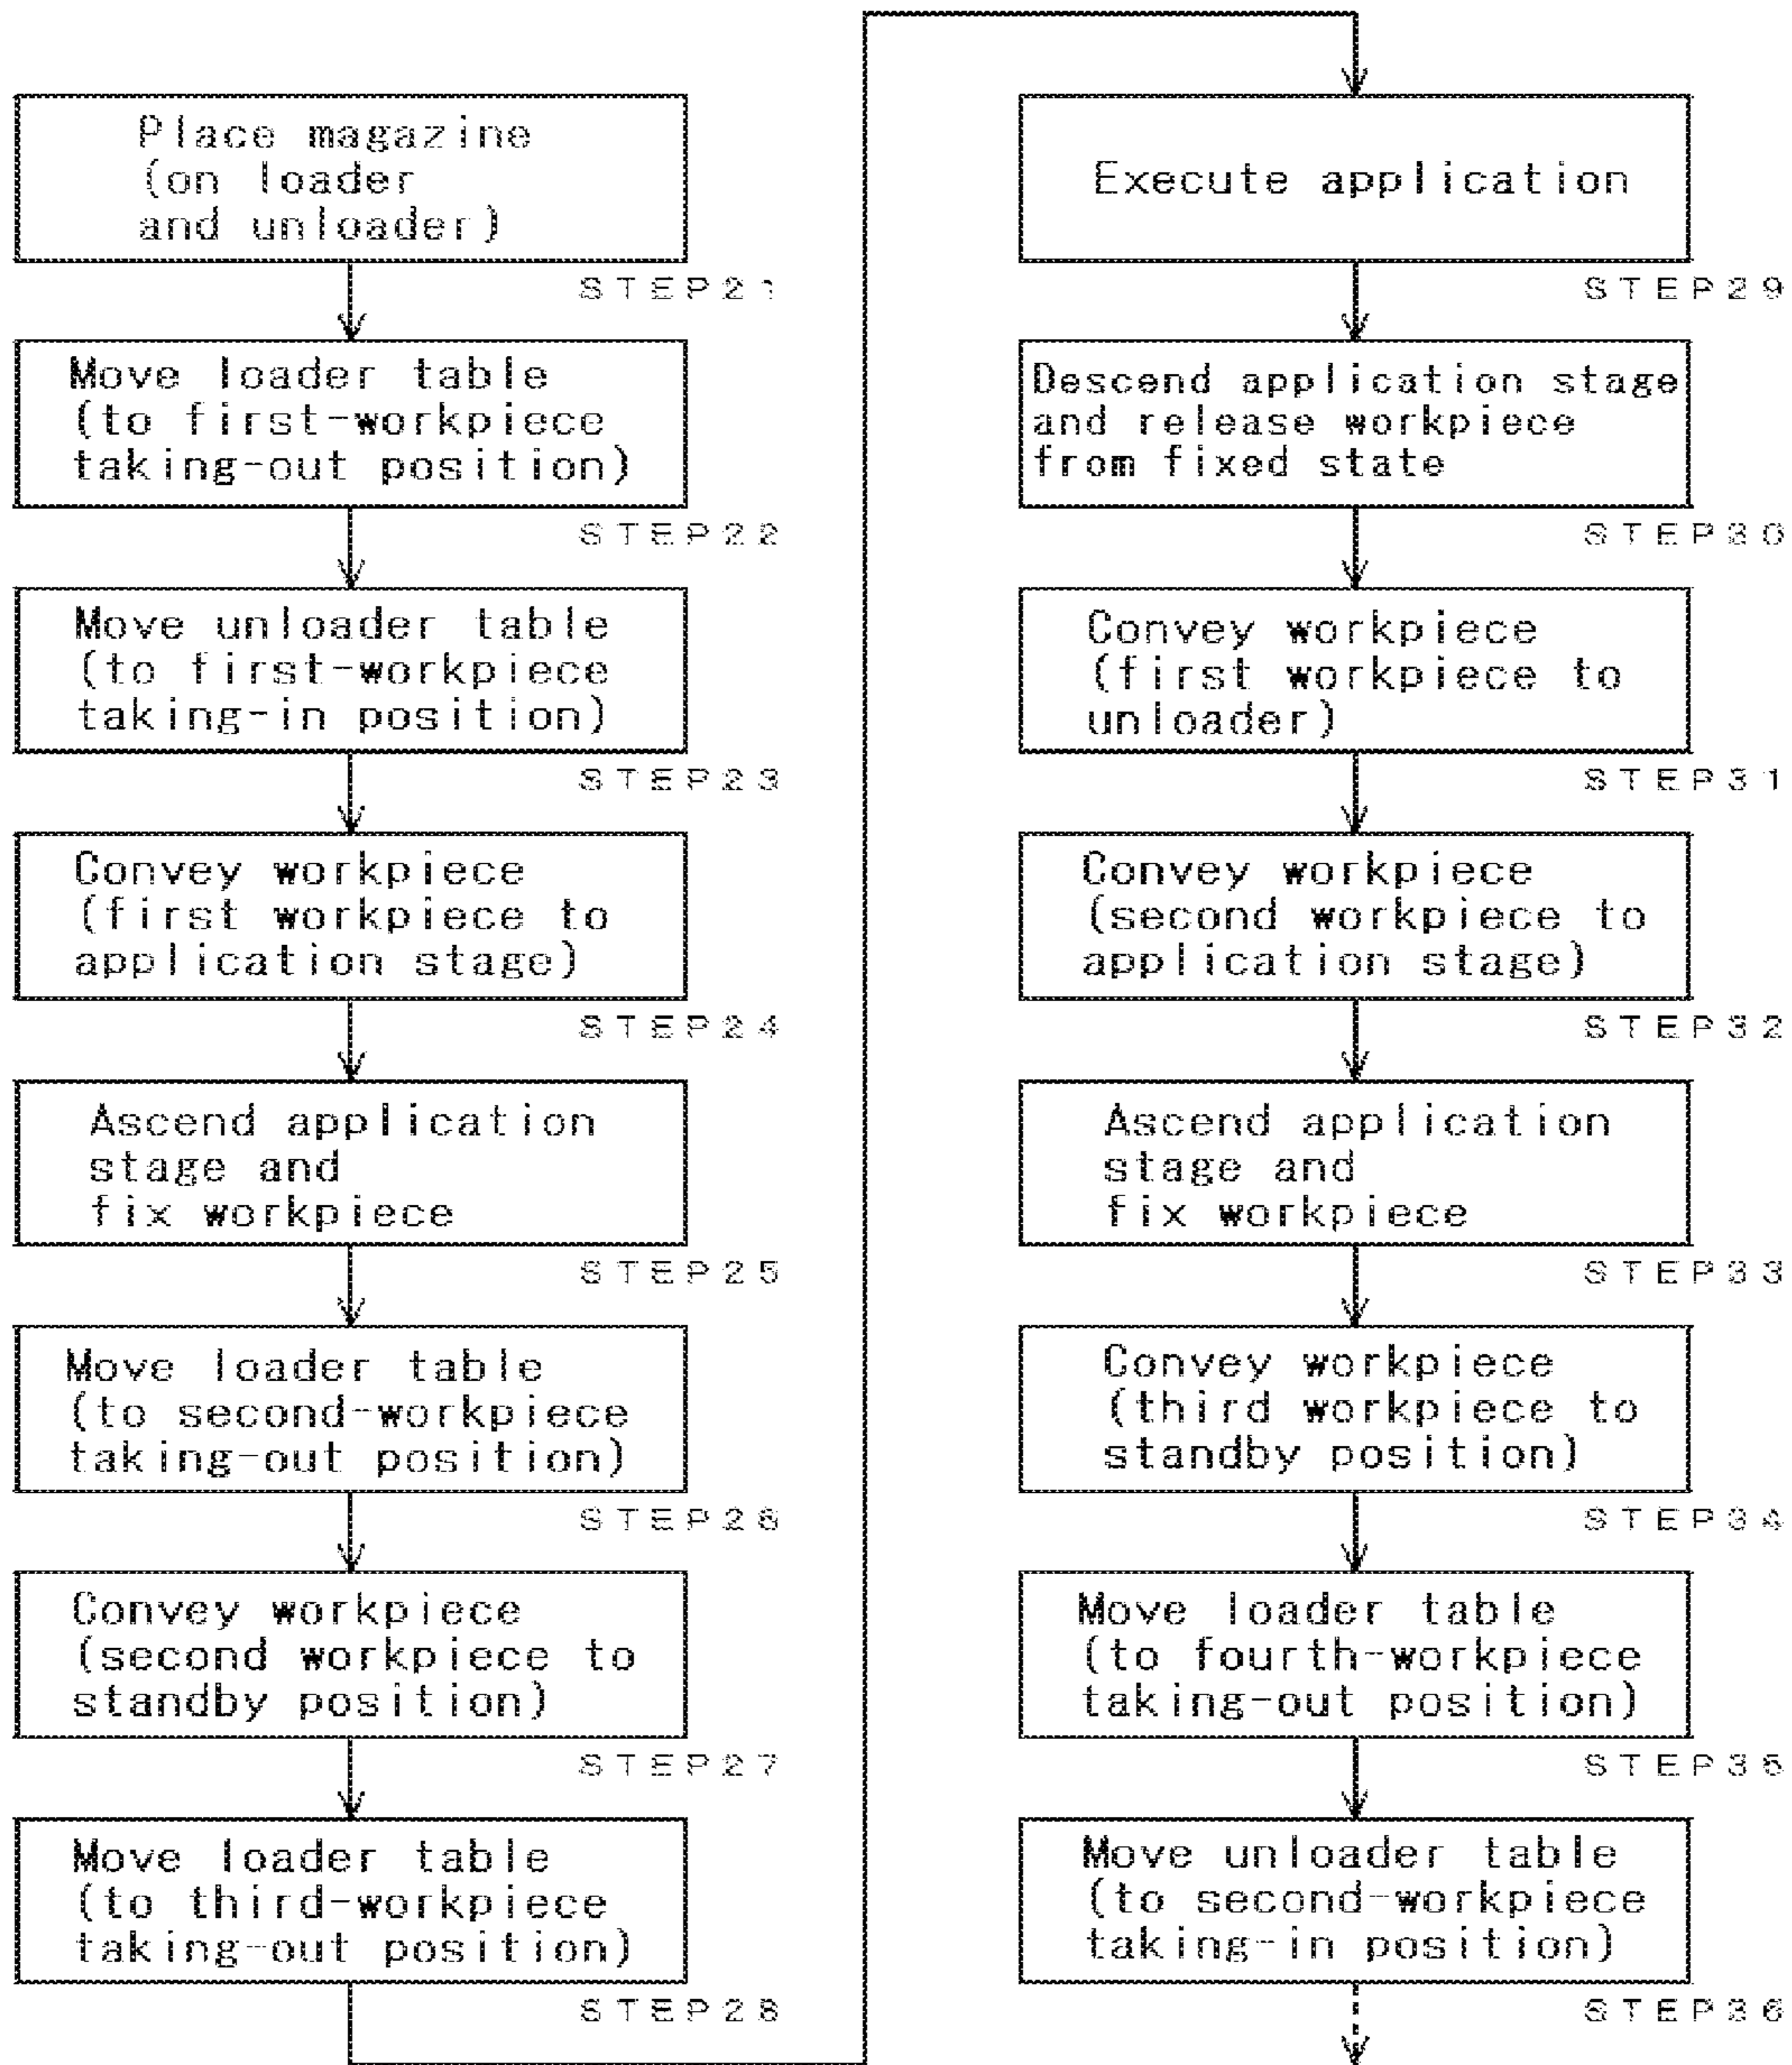 Place magazine
(on loader
and unloader)
STEP21
Move loader table
(to first-workpiece
taking-out position)
STEP22
Move unloader table
(to first-workpiece
taking-in position)
STEP23
Convey workpiece
(first workpiece to
application stage)
STEP24
Ascend application
stage and
fix workpiece
STEP25
Move loader table
(to second-workpiece
taking-out position)
STEP26
Convey workpiece
(second workpiece to
standby position)
STEP27
Move loader table
(to third-workpiece
taking-out position)
STEP28
Execute application
STEP29
Descend application stage
and release workpiece
from fixed state
STEP30
Convey workpiece
(first workpiece to
unloader)
STEP31
Convey workpiece
(second workpiece to
application stage)
STEP32
Ascend application
stage and
fix workpiece
STEP33
Convey workpiece
(third workpiece to
standby position)
STEP34
Move loader table
(to fourth-workpiece
taking-out position)
STEP35
Move unloader table
(to second-workpiece
taking-in position)
STEP36